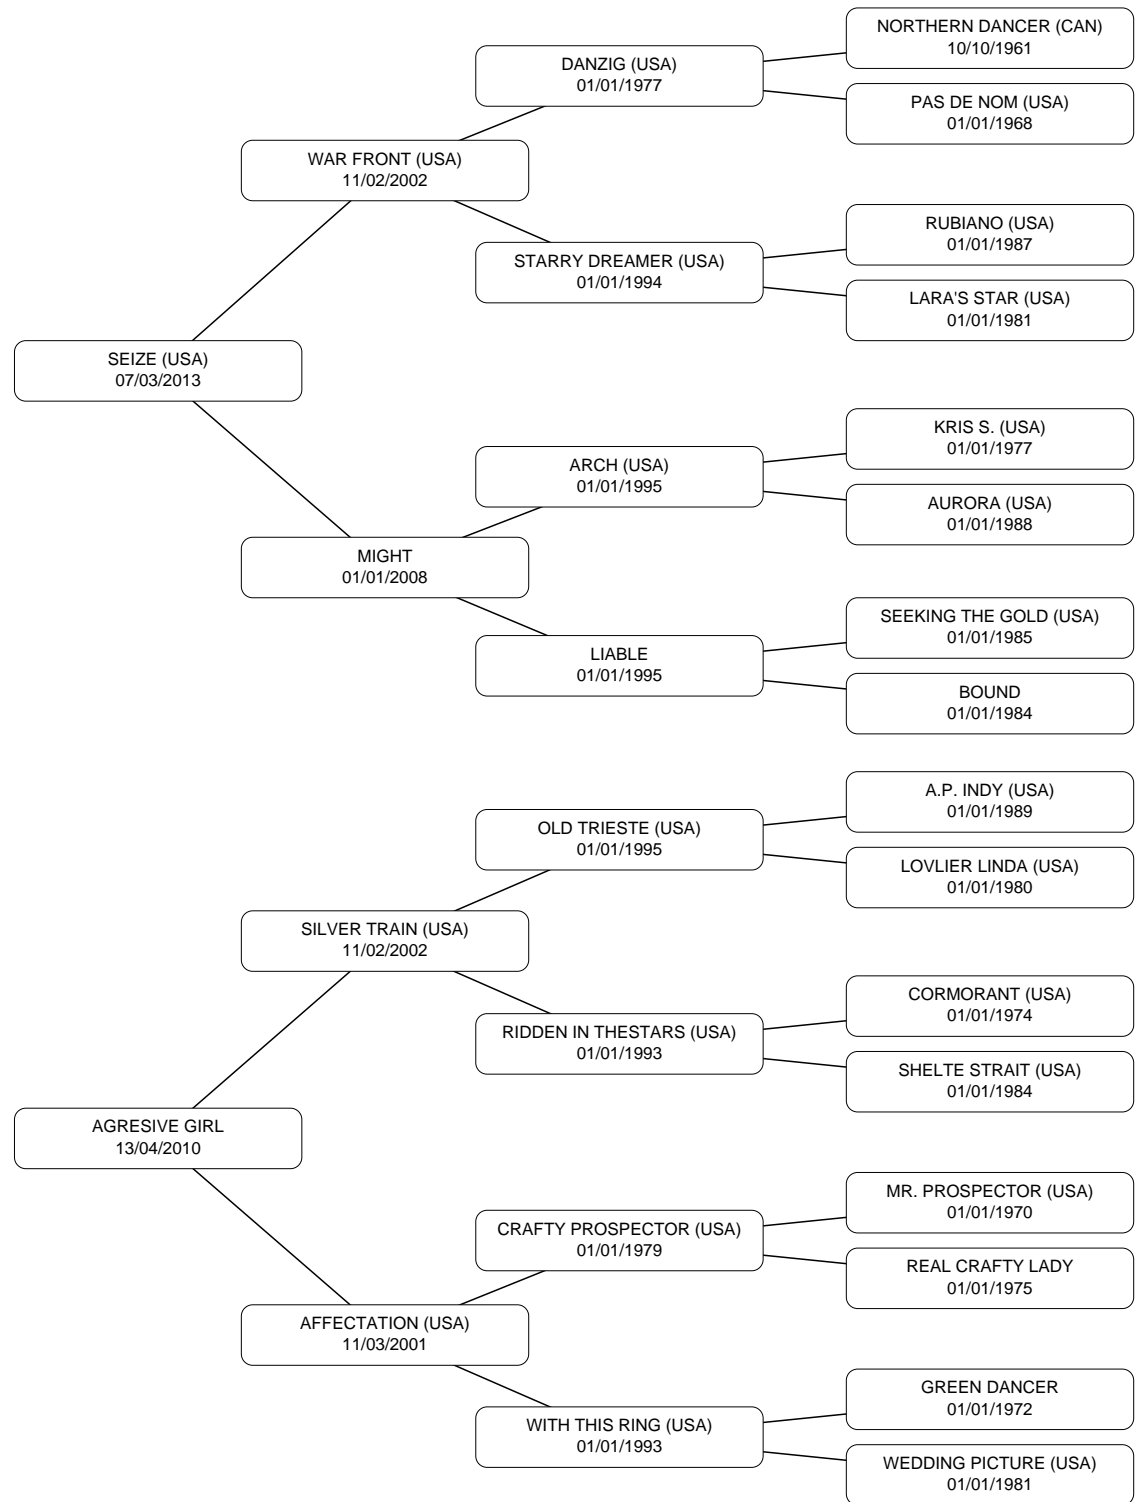 NORTHERN DANCER (CAN)
10/10/1961
DANZIG (USA)
01/01/1977
PAS DE NOM (USA)
01/01/1968
WAR FRONT (USA)
11/02/2002
RUBIANO (USA)
01/01/1987
STARRY DREAMER (USA)
01/01/1994
LARA'S STAR (USA)
01/01/1981
SEIZE (USA)
07/03/2013
KRIS S. (USA)
01/01/1977
ARCH (USA)
01/01/1995
AURORA (USA)
01/01/1988
MIGHT
01/01/2008
SEEKING THE GOLD (USA)
01/01/1985
LIABLE
01/01/1995
BOUND
01/01/1984
A.P. INDY (USA)
01/01/1989
OLD TRIESTE (USA)
01/01/1995
LOVLIER LINDA (USA)
01/01/1980
SILVER TRAIN (USA)
11/02/2002
CORMORANT (USA)
01/01/1974
RIDDEN IN THESTARS (USA)
01/01/1993
SHELTE STRAIT (USA)
01/01/1984
AGRESIVE GIRL
13/04/2010
MR. PROSPECTOR (USA)
01/01/1970
CRAFTY PROSPECTOR (USA)
01/01/1979
REAL CRAFTY LADY
01/01/1975
AFFECTATION (USA)
11/03/2001
GREEN DANCER
01/01/1972
WITH THIS RING (USA)
01/01/1993
WEDDING PICTURE (USA)
01/01/1981